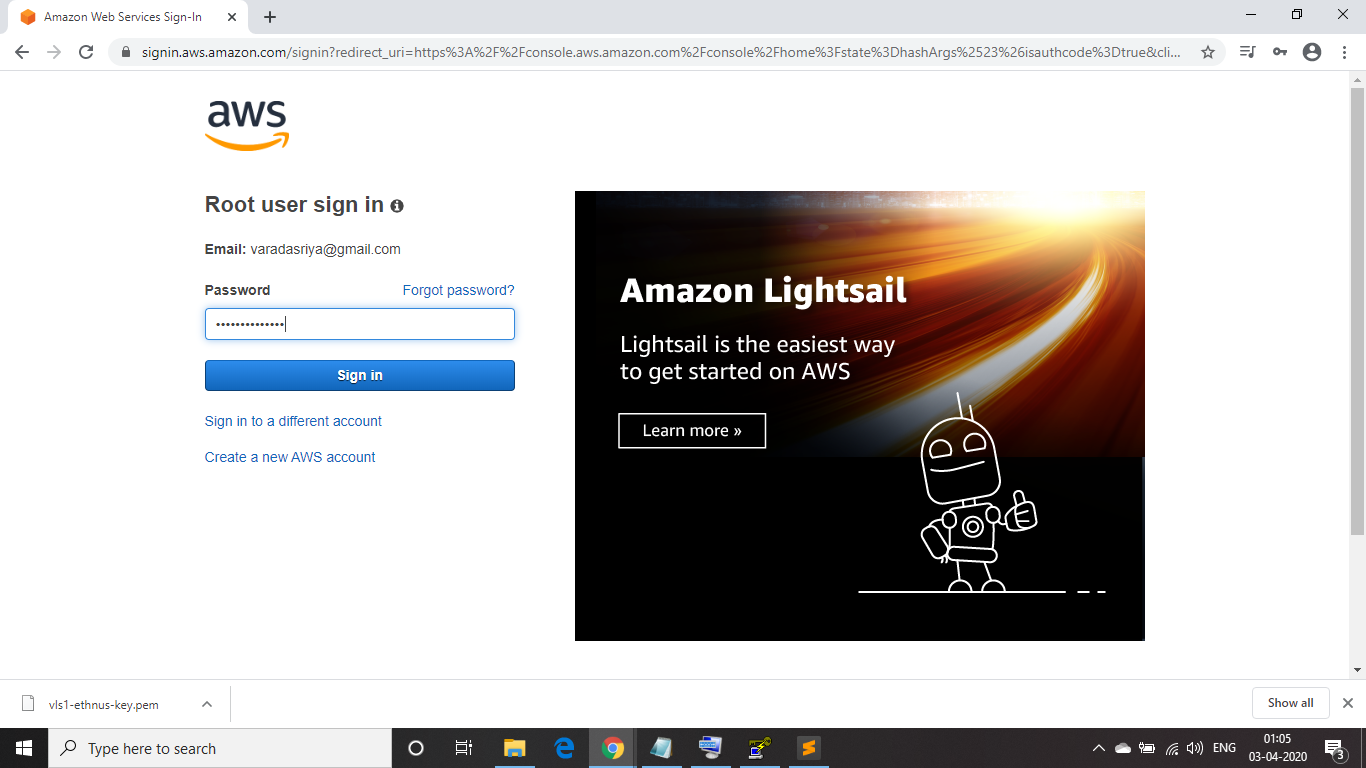 Amazon Web Services Sign-In
signin.aws.amazon.com/signin?redirect_uri=https%3A%2F%2Fconsole.aws.amazon.com%2Fconsole%2Fhome%3Fstate%3DhashArgs%2523%26isauthcode%3Dtrue&cli...
aws
Root user sign in
Email: varadasriya@gmail.com
Password Forgot password?
••••••••••••••
Sign in
Sign in to a different account
Create a new AWS account
Amazon Lightsail
Lightsail is the easiest way
to get started on AWS
Learn more »
vls1-ethnus-key.pem
Show all
Type here to search
ENG
01:05
03-04-2020
3